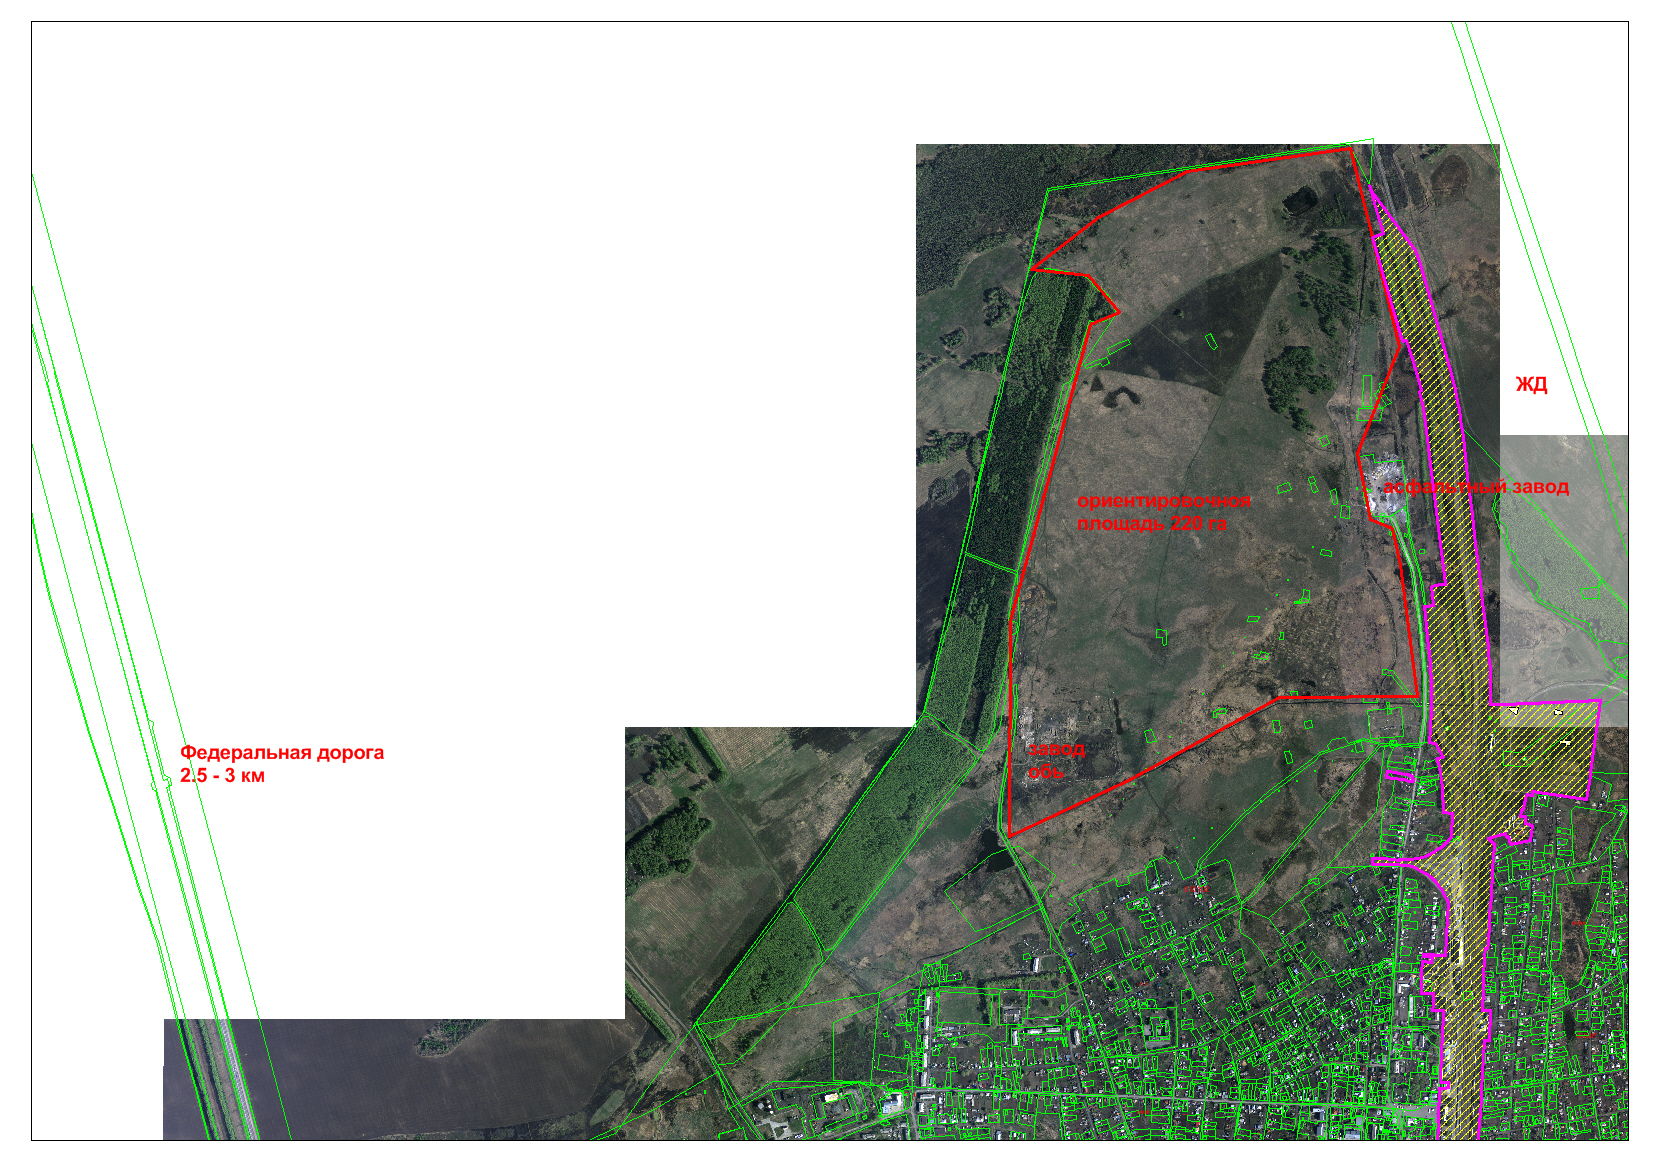 ЖД
асфальтный завод
ориентировочная
площадь 220 га
завод
обь
Федеральная дорога
2.5 - 3 км